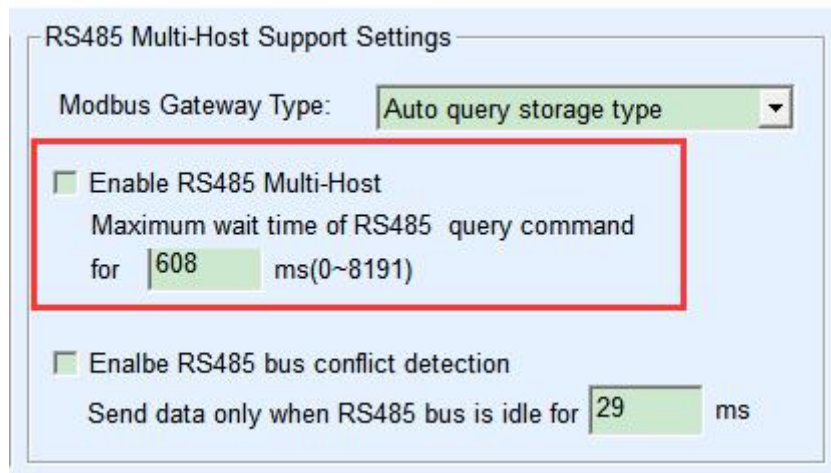 RS485 Multi-Host Support Settings
Modbus Gateway Type: Auto query storage type
Enable RS485 Multi-Host
Maximum wait time of RS485 query command
for 608 ms(0~8191)
Enalbe RS485 bus conflict detection
Send data only when RS485 bus is idle for 29 ms